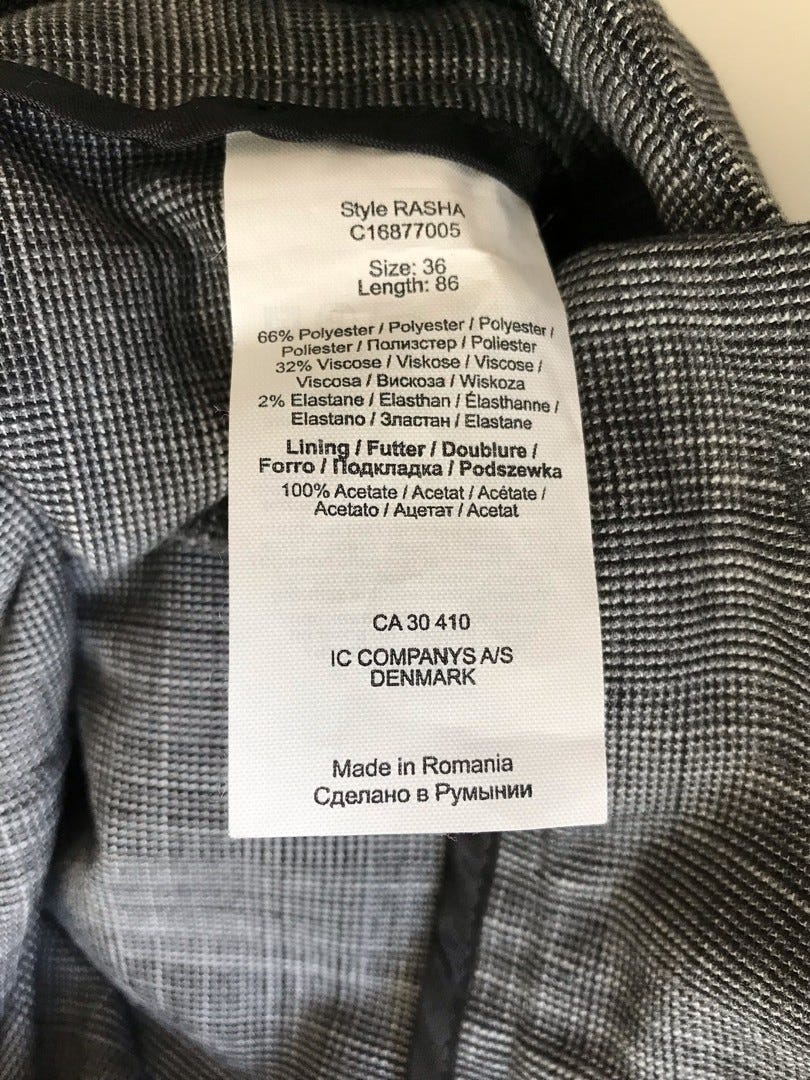 Style RASHA
C16877005
Size: 36
Length: 86
66% Polyester / Polyester / Polyester /
Poliester / Полиэстер / Poliester
32% Viscose / Viskose / Viscose /
Viscosa / Вискоза / Wiskoza
2% Elastane / Elasthan / Élasthanne /
Elastano / Эластан / Elastane
Lining / Futter / Doublure /
Forro / Подкладка / Podszewka
100% Acetate / Acetat / Acétate /
Acetato / Ацетат / Acetat
CA 30 410
IC COMPANYS A/S
DENMARK
Made in Romania
Сделано в Румынии